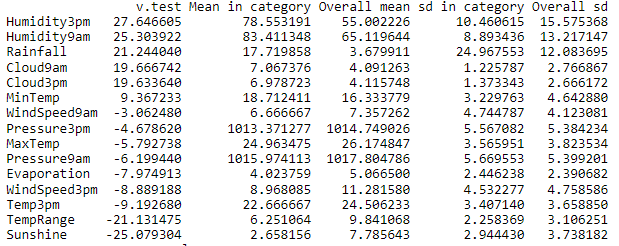 v.test Mean in category Overall mean sd in category Overall sd
Humidity3pm 27.646605 78.553191 55.002226 10.460615 15.575368
Humidity9am 25.303922 83.411348 65.119644 8.893436 13.217147
Rainfall 21.244040 17.719858 3.679911 24.967553 12.083695
Cloud9am 19.666742 7.067376 4.091263 1.225787 2.766867
Cloud3pm 19.633640 6.978723 4.115748 1.373343 2.666172
MinTemp 9.367233 18.712411 16.333779 3.229763 4.642880
WindSpeed9am -3.062480 6.666667 7.357262 4.744787 4.123081
Pressure3pm -4.678620 1013.371277 1014.749026 5.567082 5.384234
MaxTemp -5.792738 24.963475 26.174847 3.565951 3.823534
Pressure9am -6.199440 1015.974113 1017.804786 5.669553 5.399201
Evaporation -7.974913 4.023759 5.066500 2.446238 2.390682
WindSpeed3pm -8.889188 8.968085 11.281580 4.532277 4.758586
Temp3pm -9.192680 22.666667 24.506233 3.407140 3.658850
TempRange -21.131475 6.251064 9.841068 2.258369 3.106251
Sunshine -25.079304 2.658156 7.785643 2.944430 3.738182